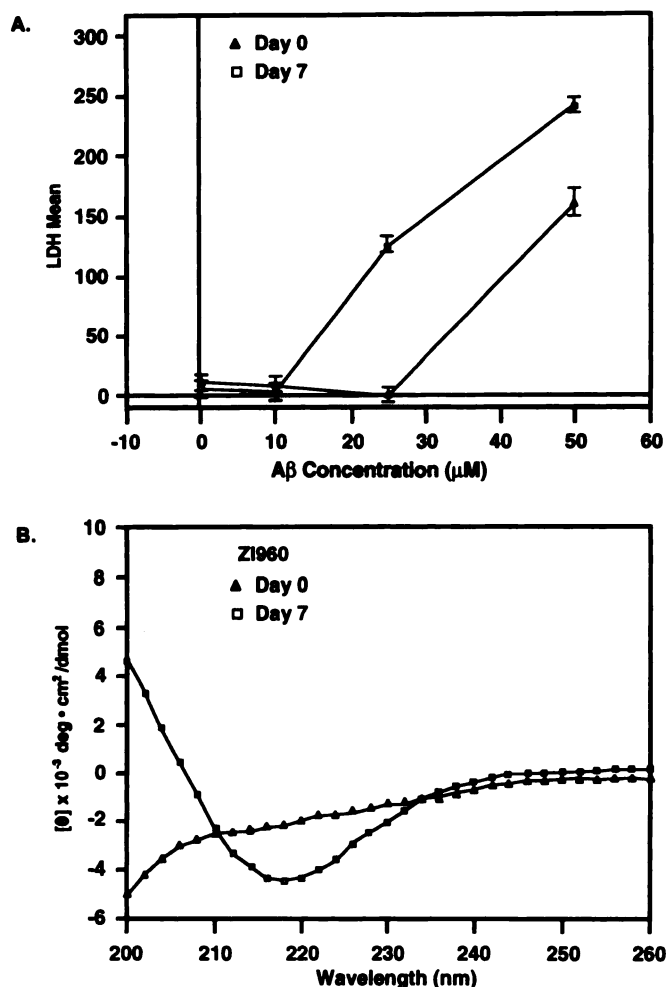 A.
300
250
200
150
100
50
0
LDH Mean
▲ Day 0
□ Day 7
-10 0 10 20 30 40 50 60
Aβ Concentration (μM)
B.
10
8
6
4
2
0
-2
-4
-6
[θ] x 10⁻³ deg • cm²/dmol
ZI960
▲ Day 0
□ Day 7
200 210 220 230 240 250 260
Wavelength (nm)